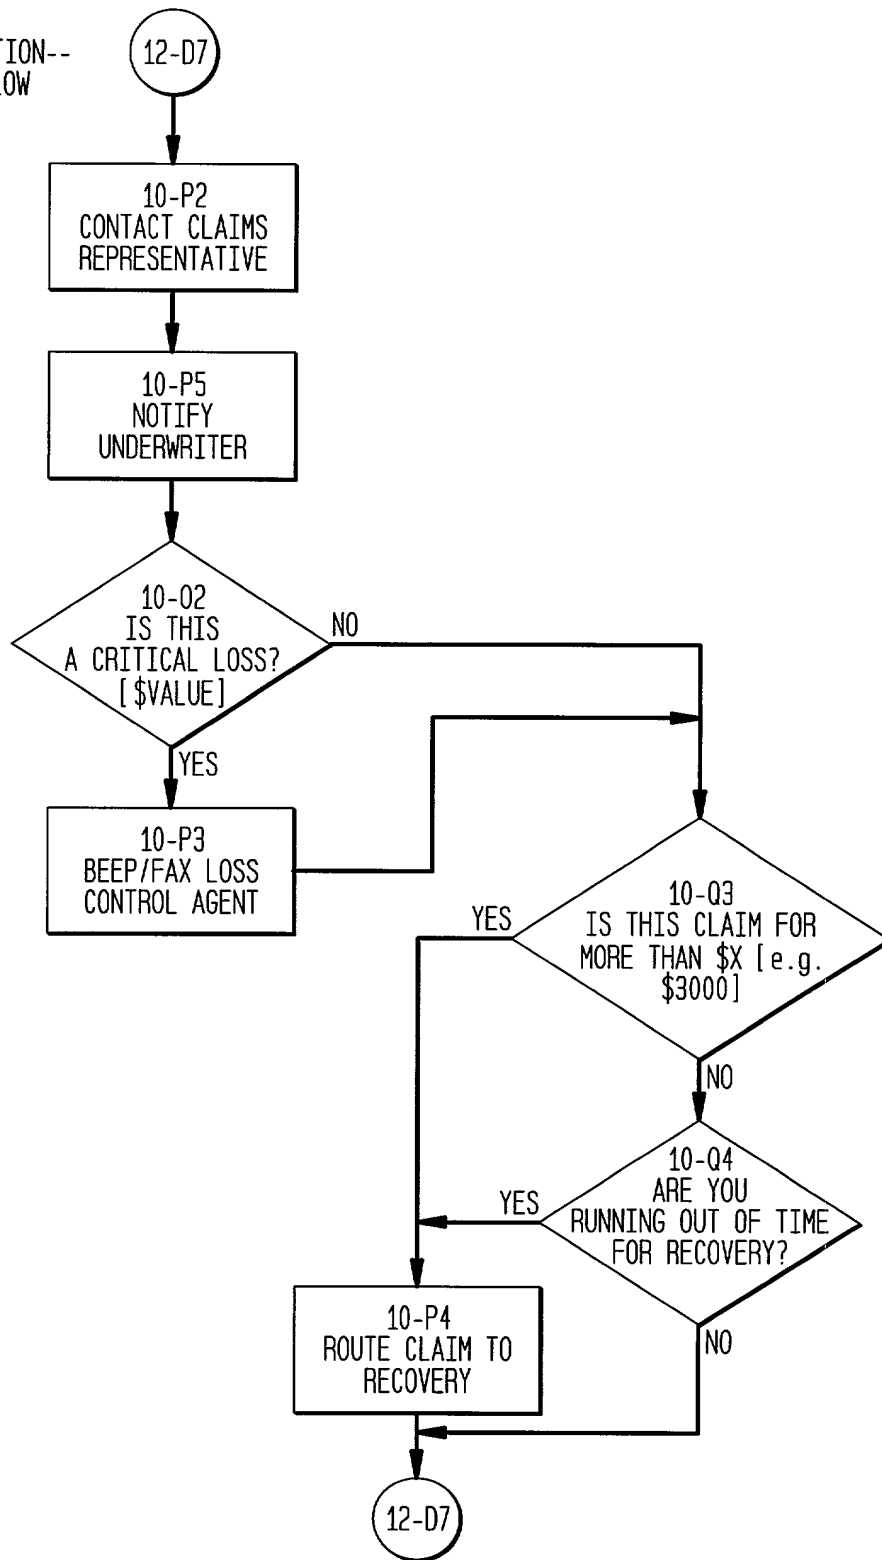 TION--
LOW
12-D7
10-P2
CONTACT CLAIMS
REPRESENTATIVE
10-P5
NOTIFY
UNDERWRITER
10-02
IS THIS
A CRITICAL LOSS?
[$VALUE]
NO
YES
10-P3
BEEP/FAX LOSS
CONTROL AGENT
10-Q3
IS THIS CLAIM FOR
MORE THAN $X [e.g.
$3000]
YES
NO
10-Q4
ARE YOU
RUNNING OUT OF TIME
FOR RECOVERY?
YES
NO
10-P4
ROUTE CLAIM TO
RECOVERY
12-D7